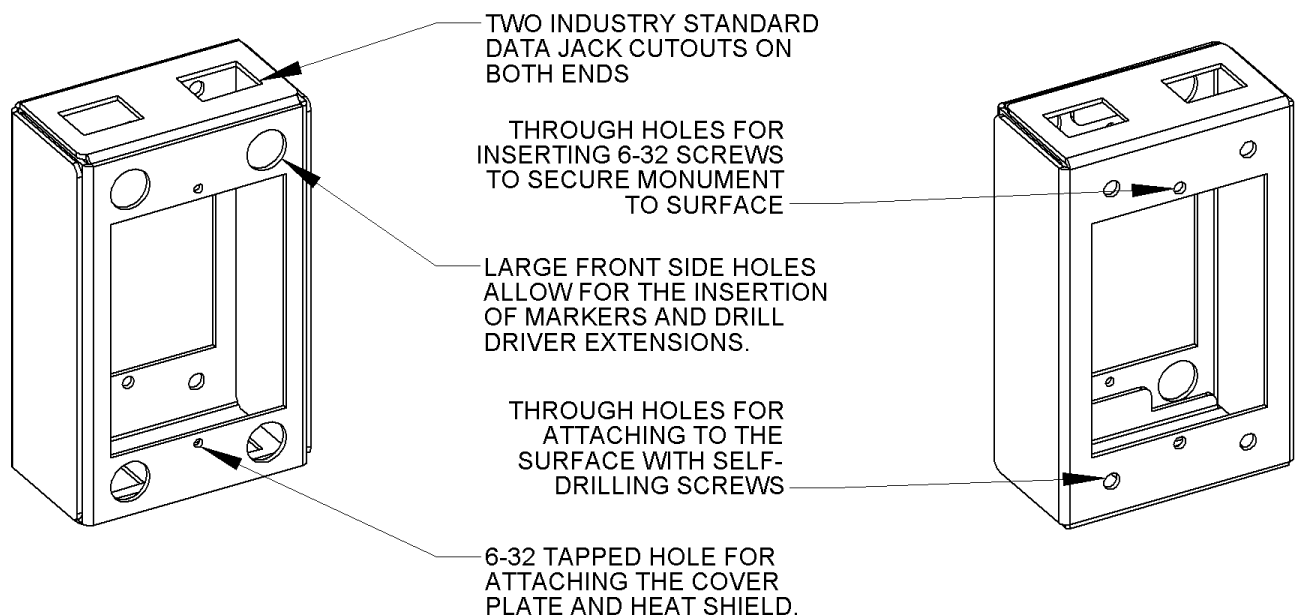 TWO INDUSTRY STANDARD
DATA JACK CUTOUTS ON
BOTH ENDS
THROUGH HOLES FOR
INSERTING 6-32 SCREWS
TO SECURE MONUMENT
TO SURFACE
LARGE FRONT SIDE HOLES
ALLOW FOR THE INSERTION
OF MARKERS AND DRILL
DRIVER EXTENSIONS.
THROUGH HOLES FOR
ATTACHING TO THE
SURFACE WITH SELF-
DRILLING SCREWS
6-32 TAPPED HOLE FOR
ATTACHING THE COVER
PLATE AND HEAT SHIELD.